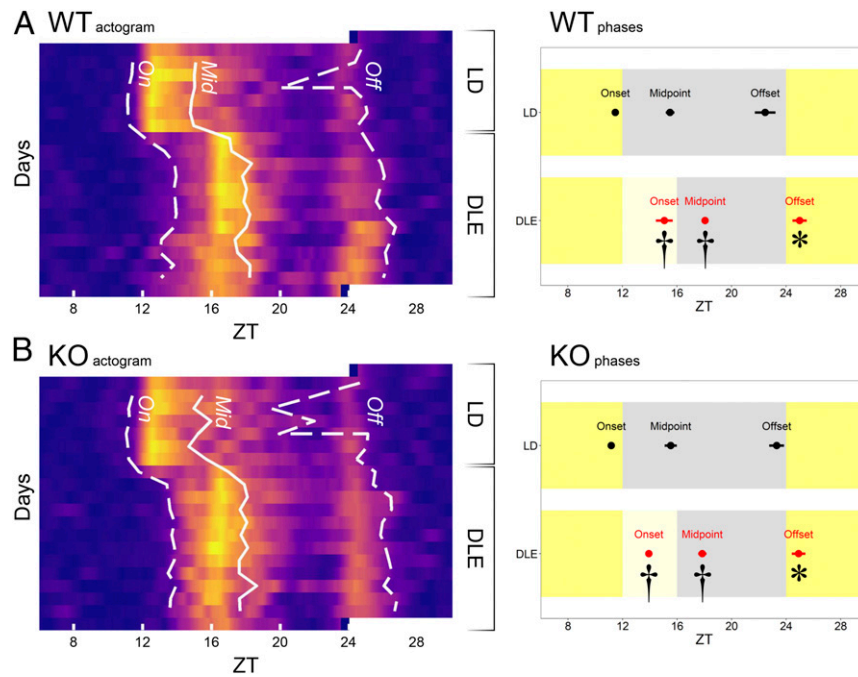 A WT actogram
On
Mid
Off
LD
DLE
Days
8 12 16 20 24 28
ZT
WT phases
Onset Midpoint Offset
LD
Onset Midpoint Offset
DLE
† † *
8 12 16 20 24 28
ZT
B KO actogram
On
Mid
Off
LD
DLE
Days
8 12 16 20 24 28
ZT
KO phases
Onset Midpoint Offset
LD
Onset Midpoint Offset
DLE
† † *
8 12 16 20 24 28
ZT